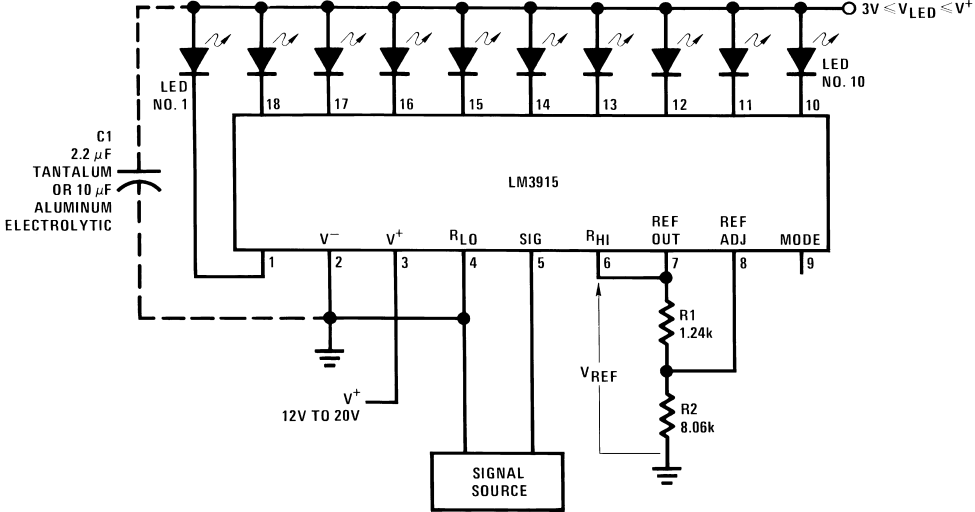 3V ≤ VLED ≤ V+
LED
NO. 1
LED
NO. 10
18
17
16
15
14
13
12
11
10
C1
2.2 μF
TANTALUM
OR 10 μF
ALUMINUM
ELECTROLYTIC
LM3915
V−
V+
RLO
SIG
RHI
REF
OUT
REF
ADJ
MODE
1
2
3
4
5
6
7
8
9
R1
1.24k
VREF
V+
12V TO 20V
R2
8.06k
SIGNAL
SOURCE